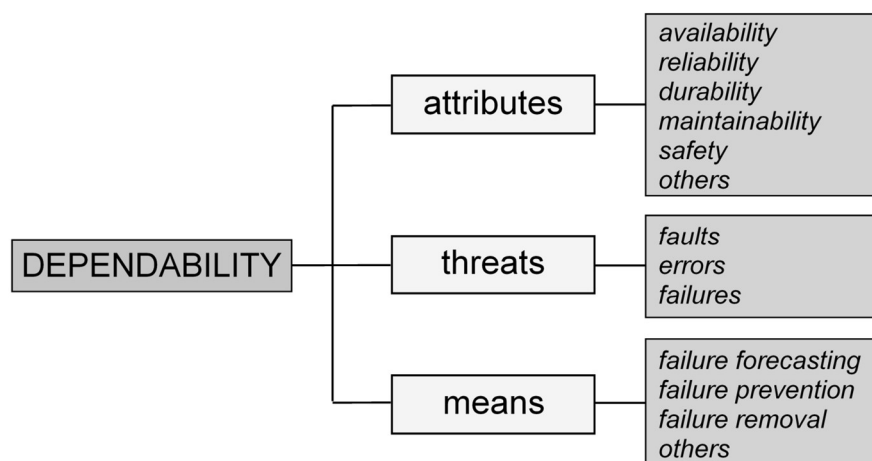 DEPENDABILITY
attributes
availability
reliability
durability
maintainability
safety
others
threats
faults
errors
failures
means
failure forecasting
failure prevention
failure removal
others